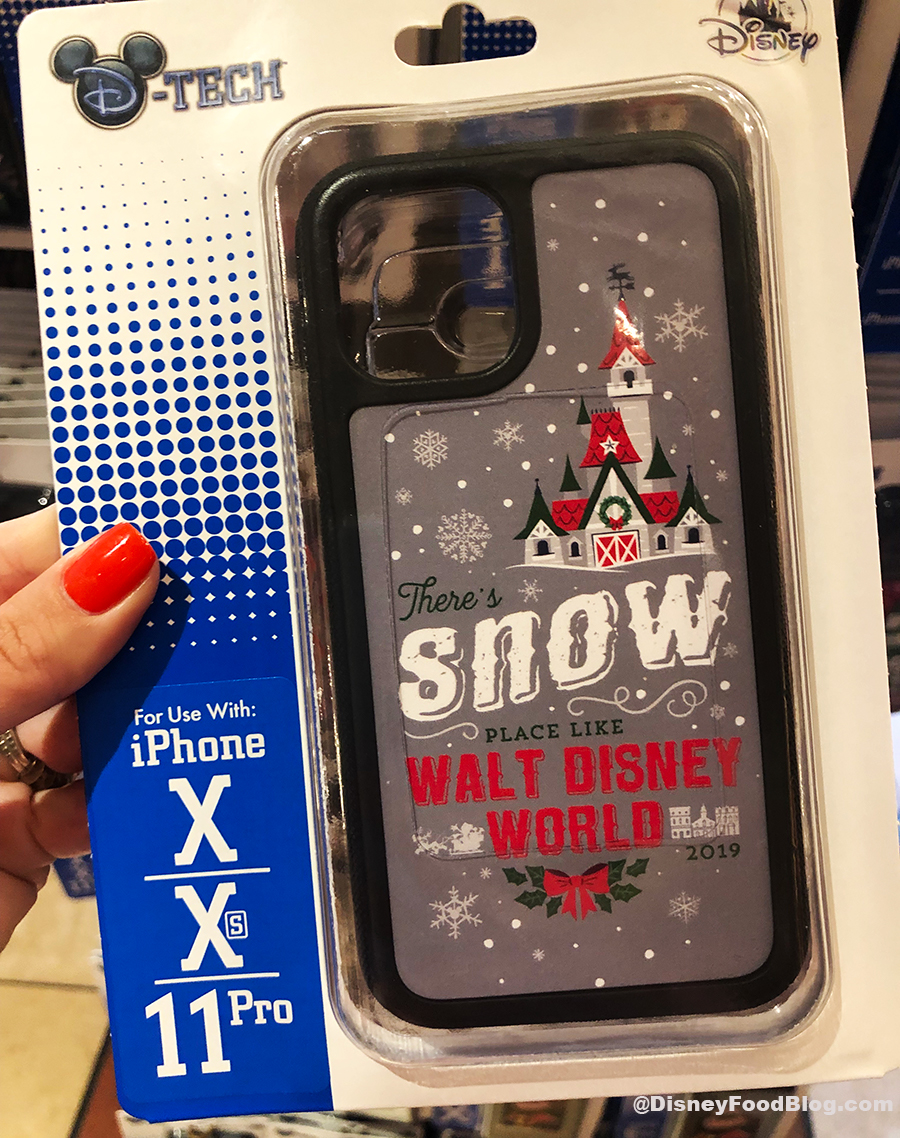 D-TECH
Disney
There's
snow
PLACE LIKE
WALT DISNEY
WORLD
2019
For Use With:
iPhone
X
Xs
11 Pro
@DisneyFoodBlog.com